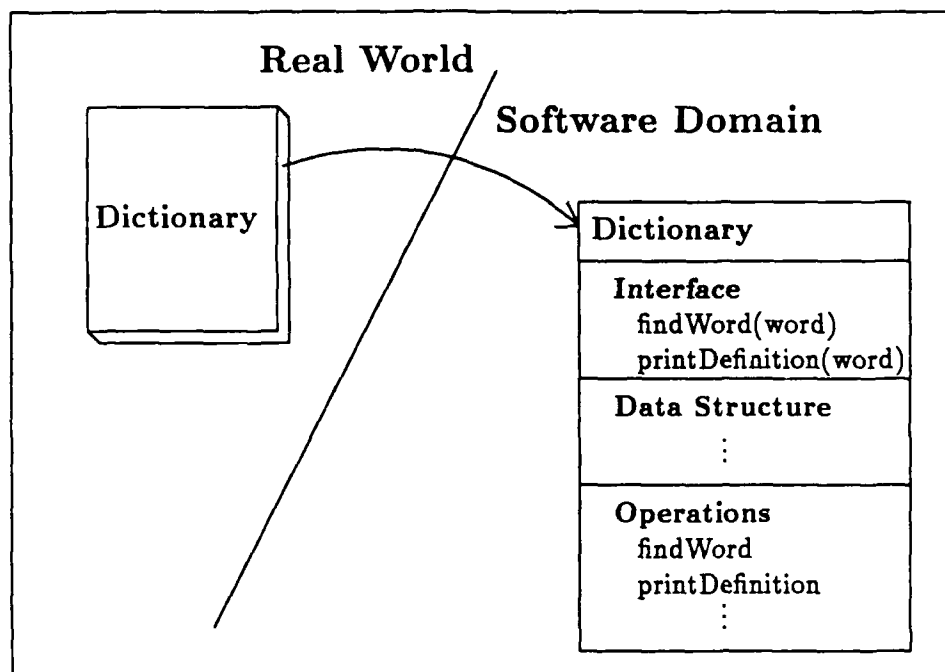 Real World
Software Domain
Dictionary
Dictionary
Interface
findWord(word)
printDefinition(word)
Data Structure
⋮
Operations
findWord
printDefinition
⋮